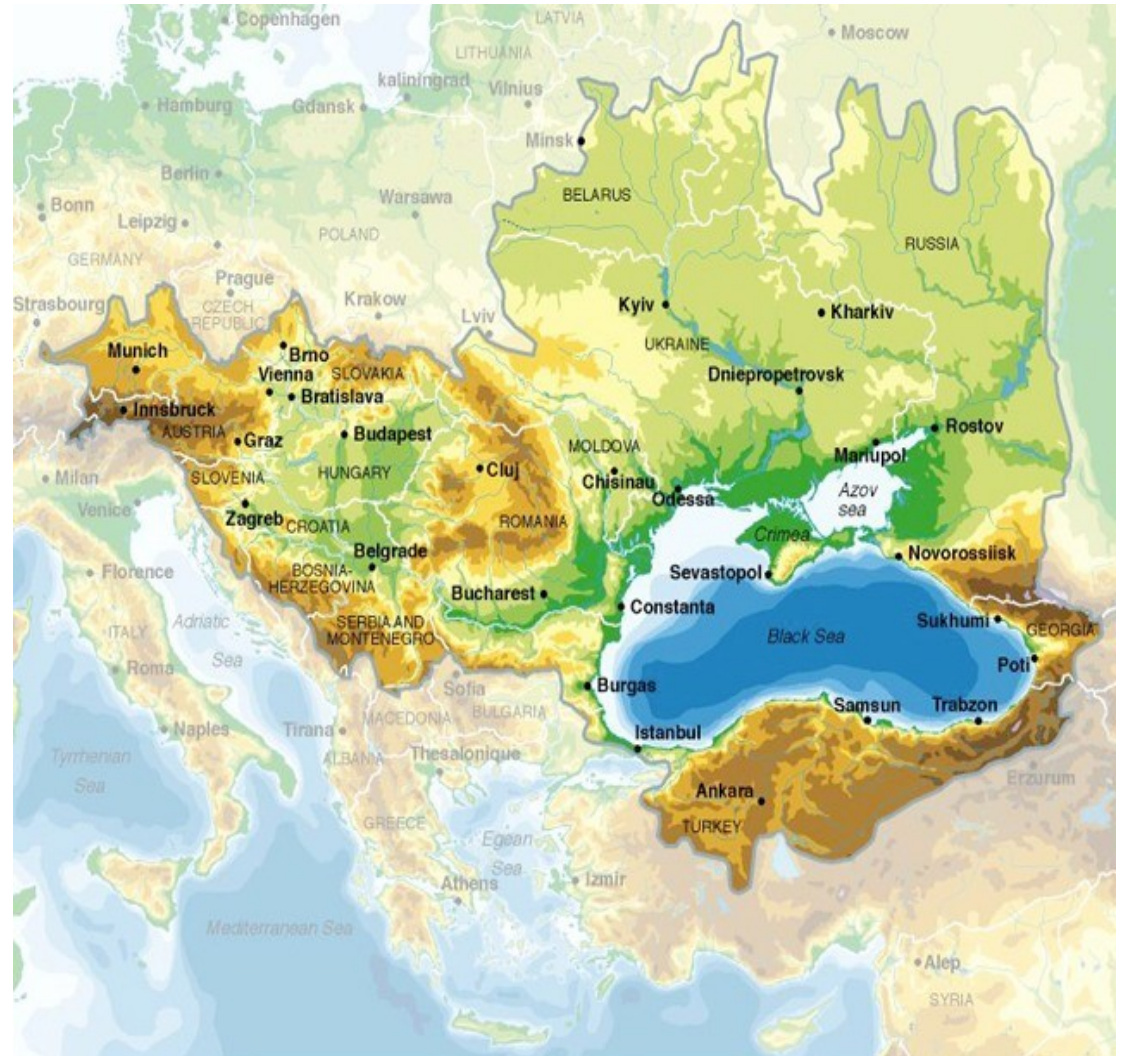 Copenhagen
LATVIA
Moscow
LITHUANIA
kaliningrad
Vilnius
Hamburg
Gdansk
Minsk
Berlin
BELARUS
Warsawa
Bonn
Leipzig
POLAND
RUSSIA
GERMANY
Prague
Strasbourg
CZECH
REPUBLIC
Krakow
Kyiv
Kharkiv
Lviv
UKRAINE
Munich
Brno
Vienna
SLOVAKIA
Dniepropetrovsk
Bratislava
Innsbruck
AUSTRIA
Graz
Budapest
Rostov
MOLDOVA
Mariupol
Milan
SLOVENIA
HUNGARY
Cluj
Chisinau
Odessa
Azov
sea
Venice
Zagreb
CROATIA
ROMANIA
Crimea
Belgrade
Novorossiisk
Florence
BOSNIA-
HERZEGOVINA
Sevastopol
Bucharest
Constanta
ITALY
Adriatic
Sea
SERBIA AND
MONTENEGRO
Black Sea
Sukhumi
GEORGIA
Roma
Poti
Sofia
Burgas
Samsun
Trabzon
MACEDONIA
BULGARIA
Naples
Tirana
Istanbul
Tyrrhenian
Sea
ALBANIA
Thesalonique
Erzurum
Ankara
GREECE
TURKEY
Egean
Sea
Athens
Izmir
Mediterranean Sea
Alep
SYRIA